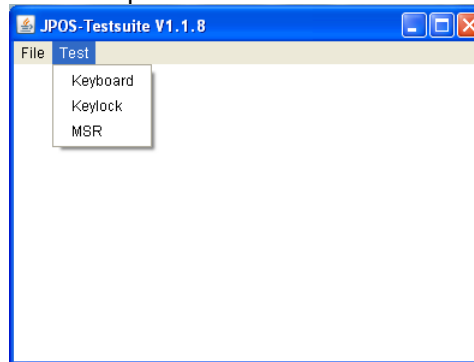 JPOS-Testsuite V1.1.8
File Test
Keyboard
Keylock
MSR